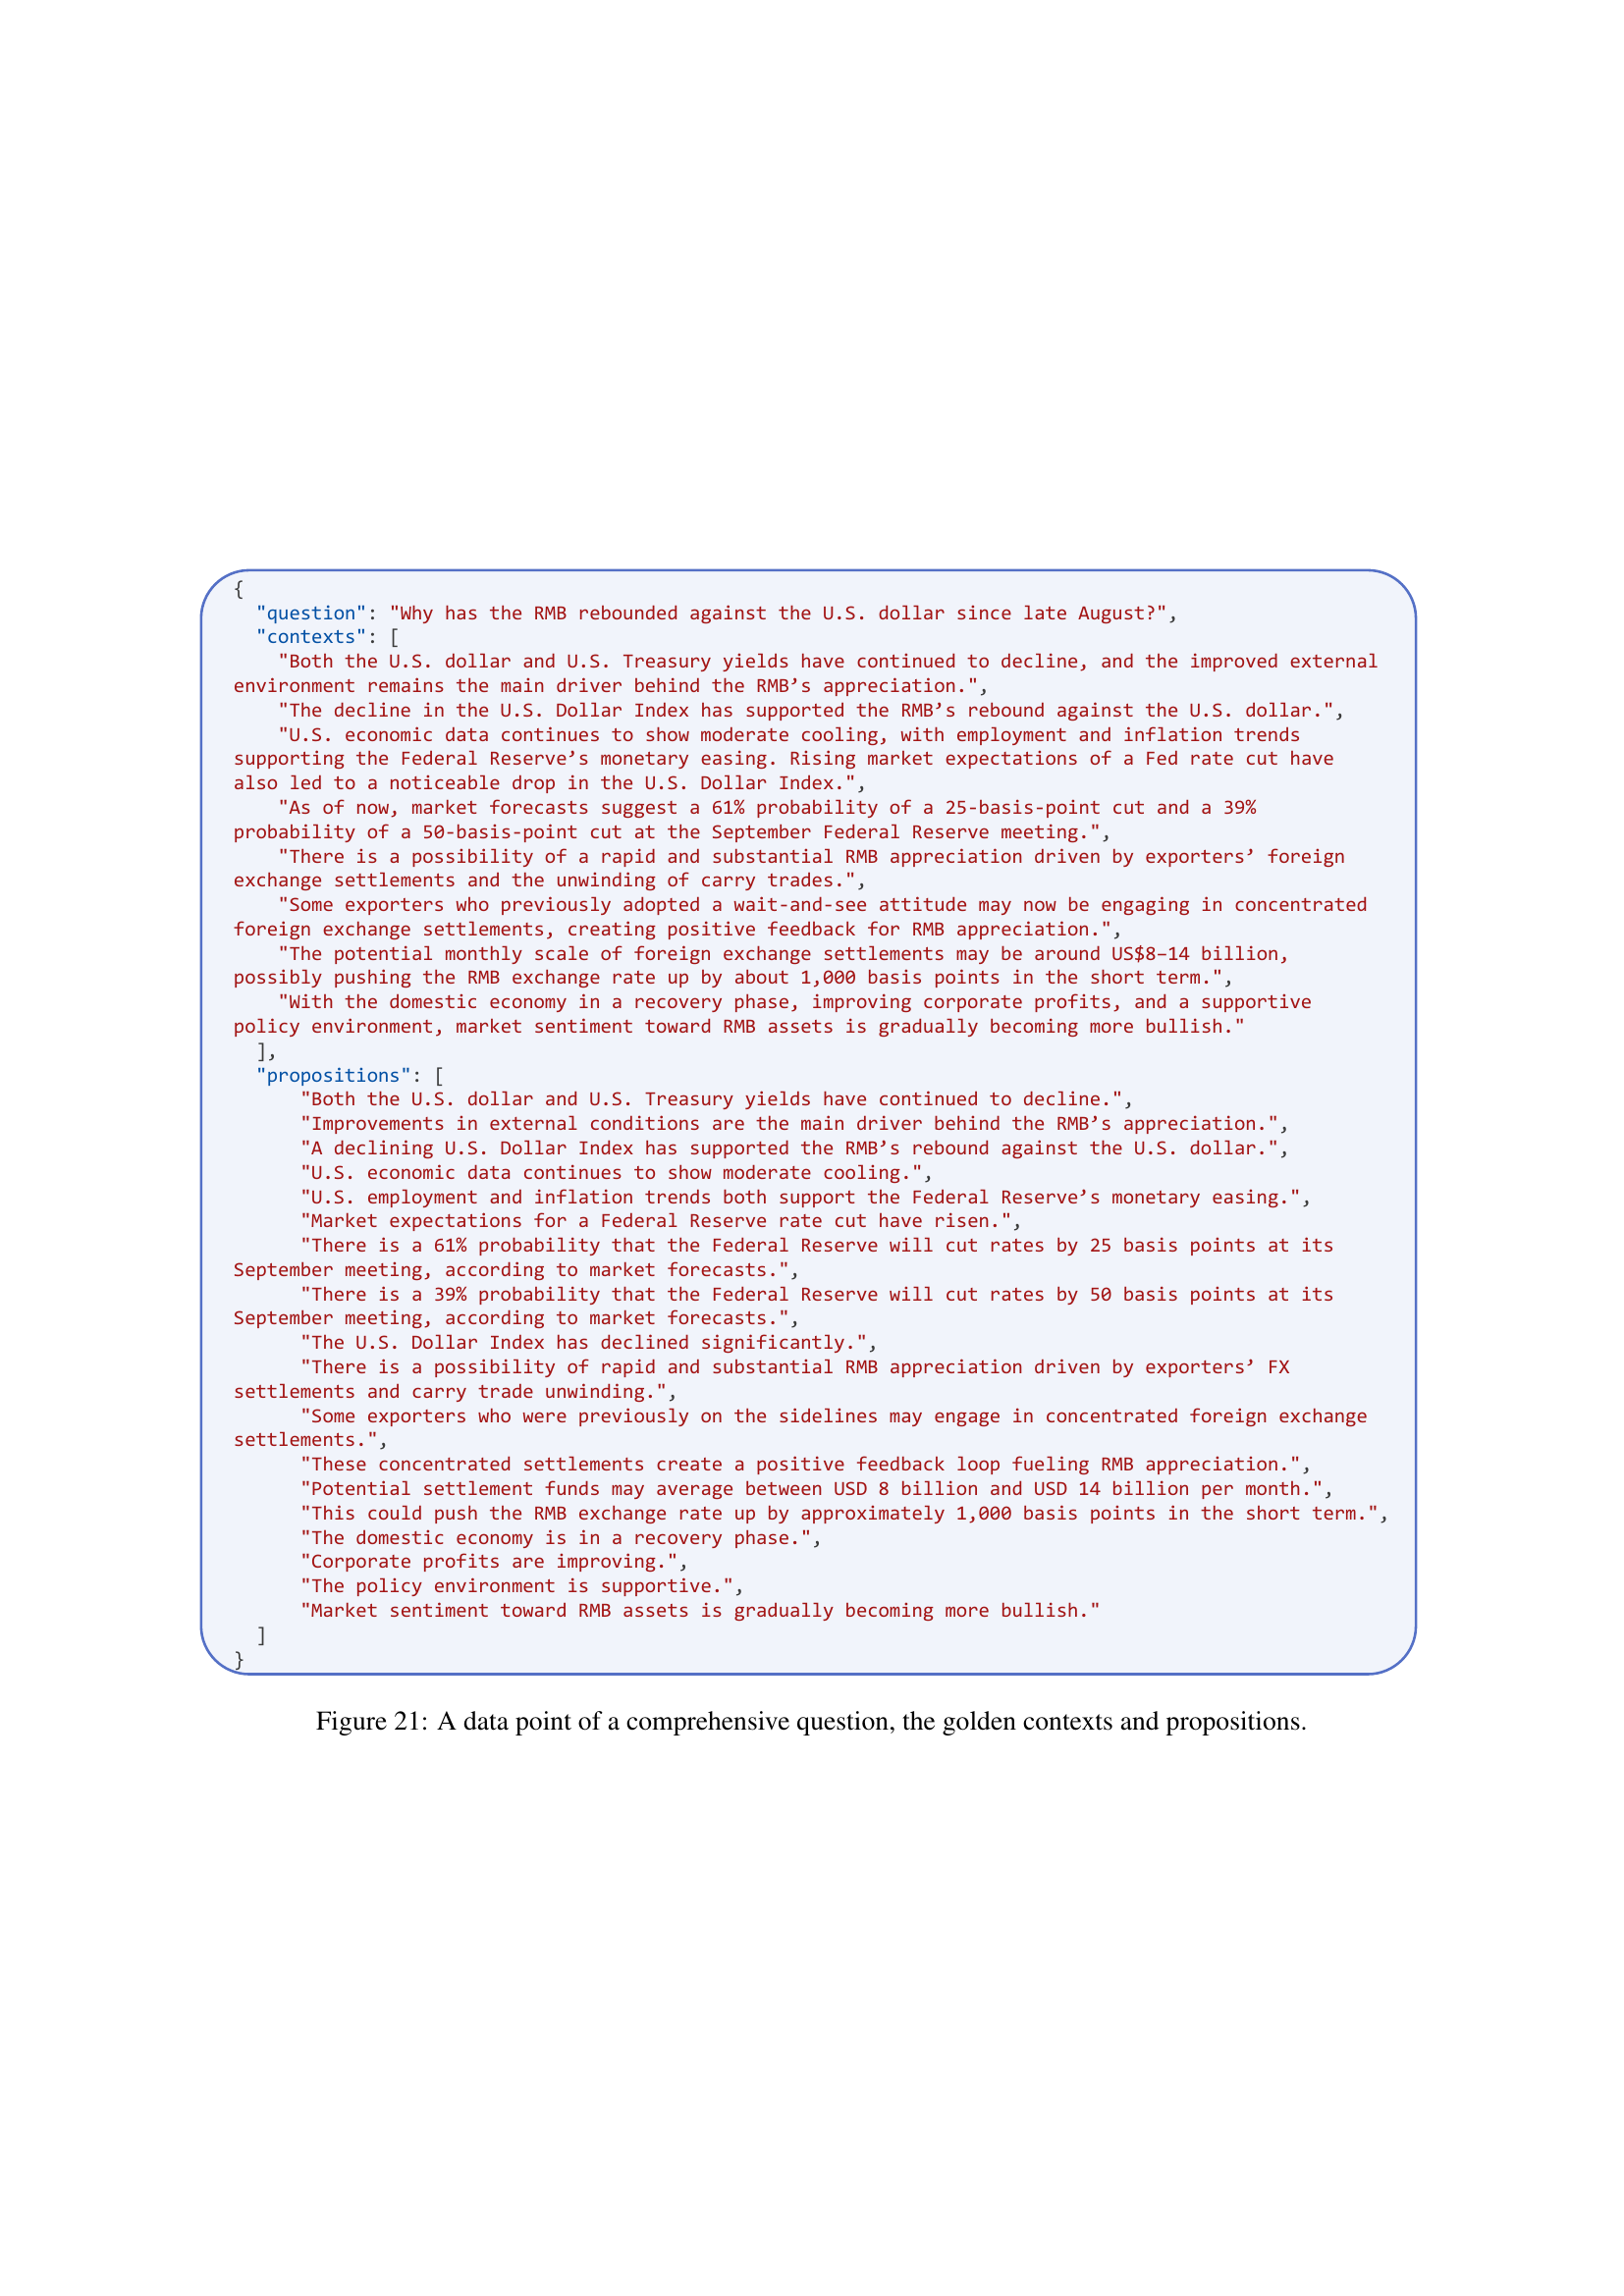 {
"question": "Why has the RMB rebounded against the U.S. dollar since late August?",
"contexts": [
"Both the U.S. dollar and U.S. Treasury yields have continued to decline, and the improved external
environment remains the main driver behind the RMB’s appreciation.",
"The decline in the U.S. Dollar Index has supported the RMB’s rebound against the U.S. dollar.",
"U.S. economic data continues to show moderate cooling, with employment and inflation trends
supporting the Federal Reserve’s monetary easing. Rising market expectations of a Fed rate cut have
also led to a noticeable drop in the U.S. Dollar Index.",
"As of now, market forecasts suggest a 61% probability of a 25-basis-point cut and a 39%
probability of a 50-basis-point cut at the September Federal Reserve meeting.",
"There is a possibility of a rapid and substantial RMB appreciation driven by exporters’ foreign
exchange settlements and the unwinding of carry trades.",
"Some exporters who previously adopted a wait-and-see attitude may now be engaging in concentrated
foreign exchange settlements, creating positive feedback for RMB appreciation.",
"The potential monthly scale of foreign exchange settlements may be around US$8–14 billion,
possibly pushing the RMB exchange rate up by about 1,000 basis points in the short term.",
"With the domestic economy in a recovery phase, improving corporate profits, and a supportive
policy environment, market sentiment toward RMB assets is gradually becoming more bullish."
],
"propositions": [
"Both the U.S. dollar and U.S. Treasury yields have continued to decline.",
"Improvements in external conditions are the main driver behind the RMB’s appreciation.",
"A declining U.S. Dollar Index has supported the RMB’s rebound against the U.S. dollar.",
"U.S. economic data continues to show moderate cooling.",
"U.S. employment and inflation trends both support the Federal Reserve’s monetary easing.",
"Market expectations for a Federal Reserve rate cut have risen.",
"There is a 61% probability that the Federal Reserve will cut rates by 25 basis points at its
September meeting, according to market forecasts.",
"There is a 39% probability that the Federal Reserve will cut rates by 50 basis points at its
September meeting, according to market forecasts.",
"The U.S. Dollar Index has declined significantly.",
"There is a possibility of rapid and substantial RMB appreciation driven by exporters’ FX
settlements and carry trade unwinding.",
"Some exporters who were previously on the sidelines may engage in concentrated foreign exchange
settlements.",
"These concentrated settlements create a positive feedback loop fueling RMB appreciation.",
"Potential settlement funds may average between USD 8 billion and USD 14 billion per month.",
"This could push the RMB exchange rate up by approximately 1,000 basis points in the short term.",
"The domestic economy is in a recovery phase.",
"Corporate profits are improving.",
"The policy environment is supportive.",
"Market sentiment toward RMB assets is gradually becoming more bullish."
]
}
Figure 21: A data point of a comprehensive question, the golden contexts and propositions.